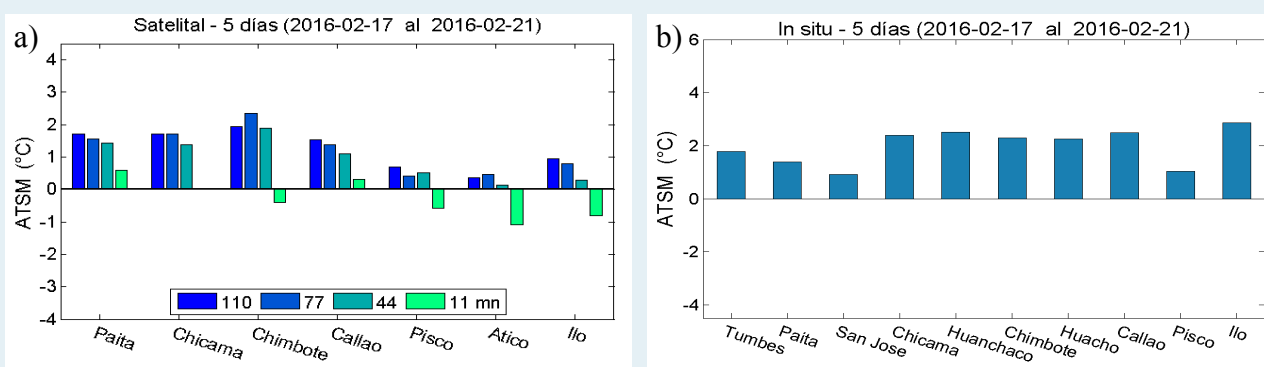 a)
Satelital - 5 días (2016-02-17 al 2016-02-21)
ATSM (°C)
4
3
2
1
0
-1
-2
-3
-4
110 77 44 11 mn
Paita Chicama Chimbote Callao Pisco Atico Ilo
b)
In situ - 5 días (2016-02-17 al 2016-02-21)
ATSM (°C)
6
4
2
0
-2
-4
Tumbes Paita San Jose Chicama Huanchaco Chimbote Huacho Callao Pisco Ilo